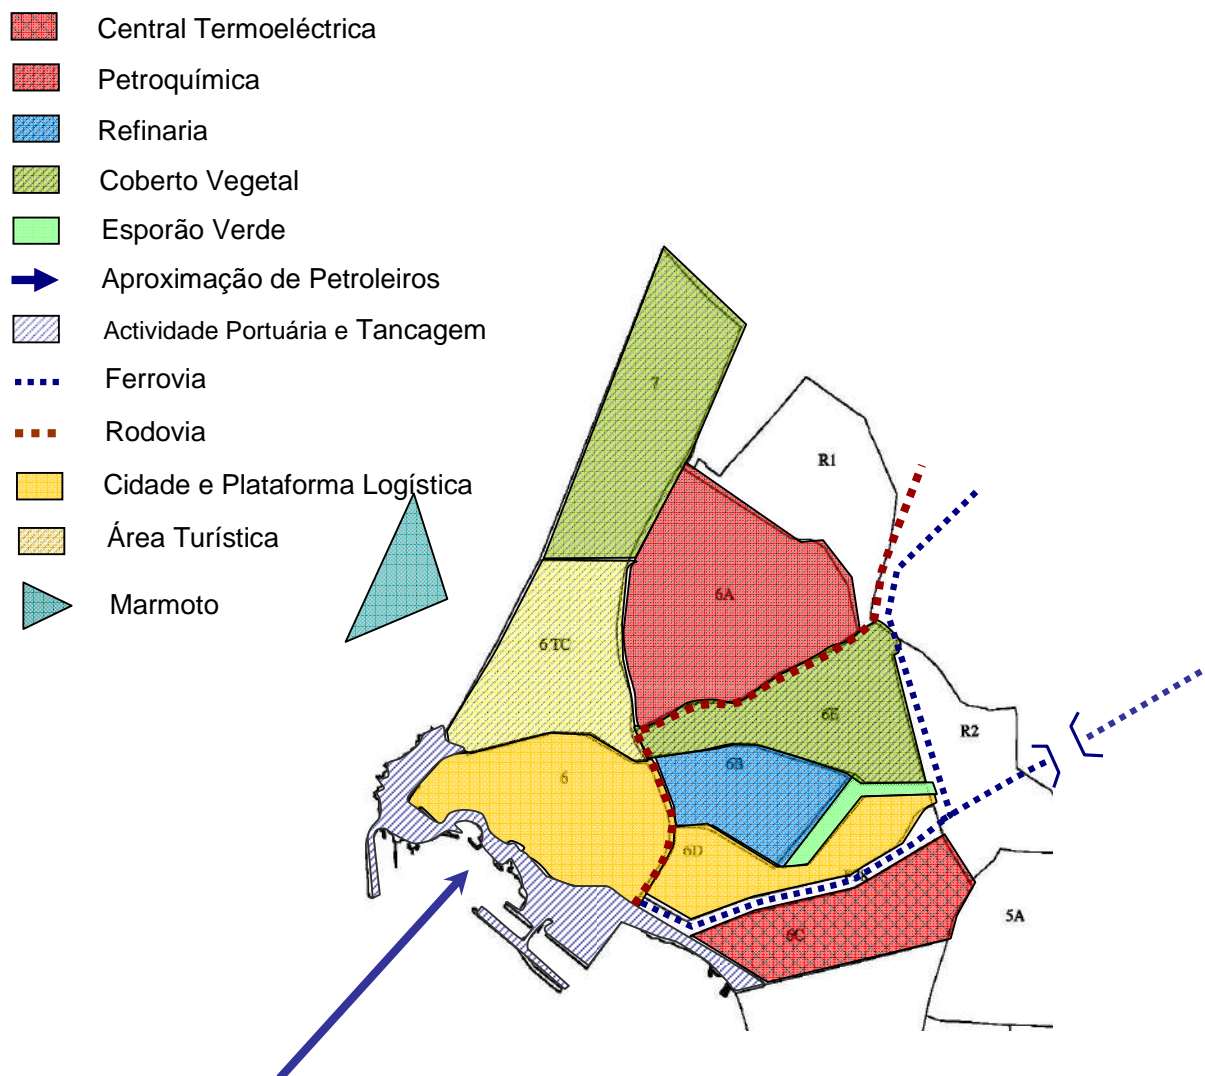 Central Termoeléctrica
Petroquímica
Refinaria
Coberto Vegetal
Esporão Verde
Aproximação de Petroleiros
Actividade Portuária e Tancagem
Ferrovia
Rodovia
Cidade e Plataforma Logística
Área Turística
Marmoto
7
R1
6A
6 TC
6E
R2
6B
6
6D
5A
6C